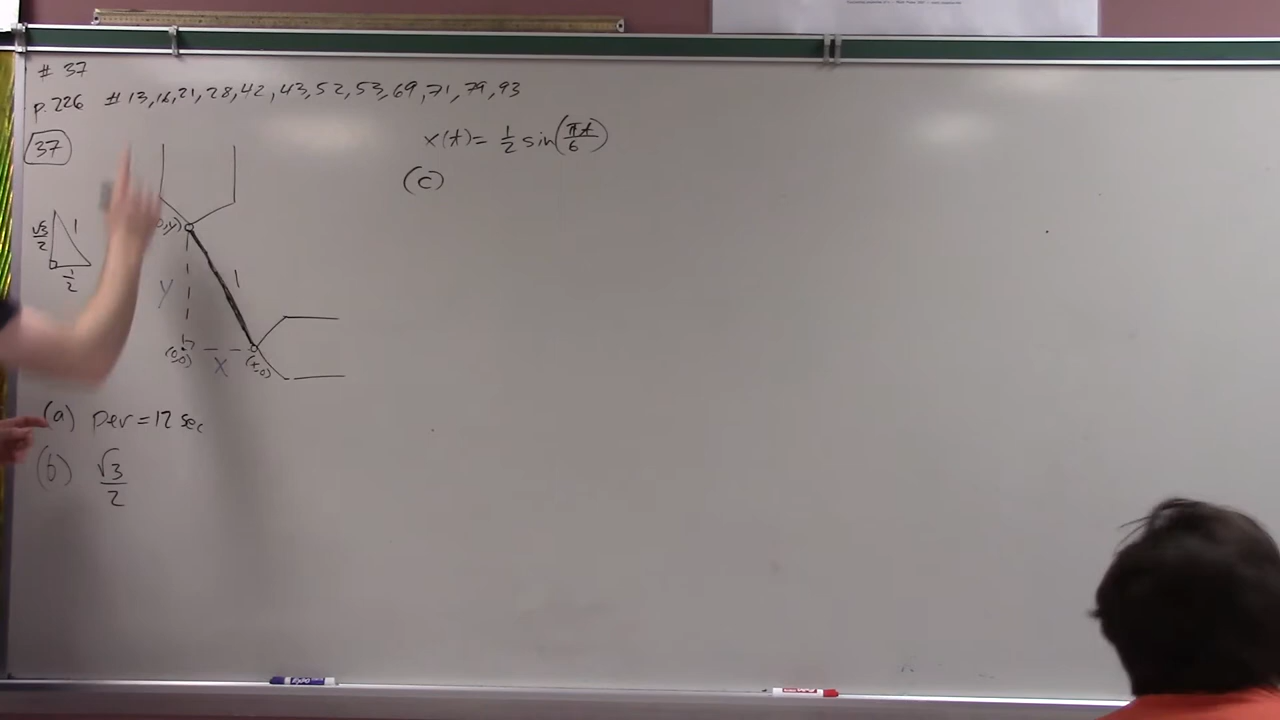 # 37
p. 226 # 13, 16, 21, 28, 42, 43, 52, 53, 69, 71, 79, 93
37
x(t) = 1/2 sin(πt/6)
(c)
√3/2
1
1/2
,y)
1
y
(0,0)
x
(x,0)
(a) per = 12 sec
(b) √3/2
expo